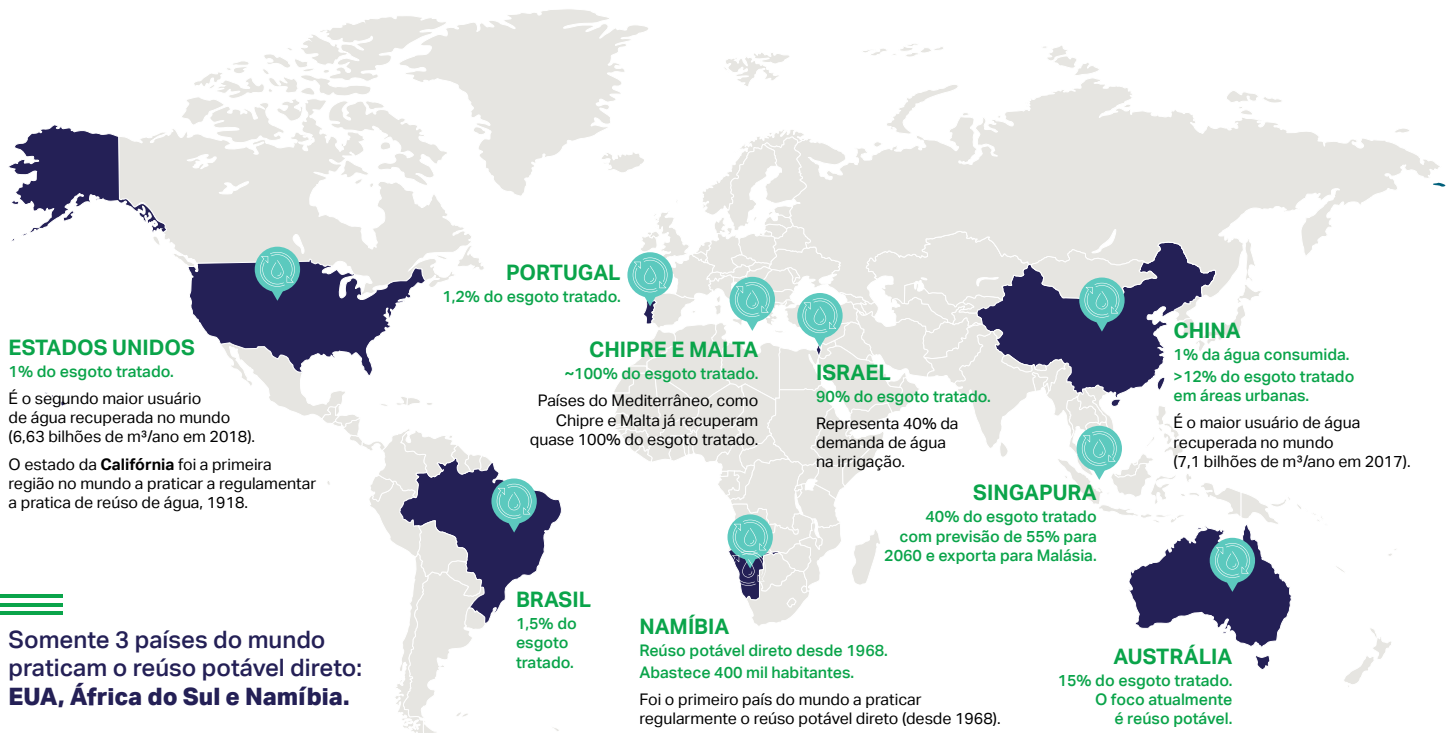 ESTADOS UNIDOS
1% do esgoto tratado.
É o segundo maior usuário
de água recuperada no mundo
(6,63 bilhões de m³/ano em 2018).
O estado da Califórnia foi a primeira
região no mundo a praticar a regulamentar
a pratica de reúso de água, 1918.
PORTUGAL
1,2% do esgoto tratado.
CHIPRE E MALTA
~100% do esgoto tratado.
Países do Mediterrâneo, como
Chipre e Malta já recuperam
quase 100% do esgoto tratado.
ISRAEL
90% do esgoto tratado.
Representa 40% da
demanda de água
na irrigação.
CHINA
1% da água consumida.
>12% do esgoto tratado
em áreas urbanas.
É o maior usuário de água
recuperada no mundo
(7,1 bilhões de m³/ano em 2017).
SINGAPURA
40% do esgoto tratado
com previsão de 55% para
2060 e exporta para Malásia.
BRASIL
1,5% do
esgoto
tratado.
NAMÍBIA
Reúso potável direto desde 1968.
Abastece 400 mil habitantes.
Foi o primeiro país do mundo a praticar
regularmente o reúso potável direto (desde 1968).
AUSTRÁLIA
15% do esgoto tratado.
O foco atualmente
é reúso potável.
Somente 3 países do mundo
praticam o reúso potável direto:
EUA, África do Sul e Namíbia.